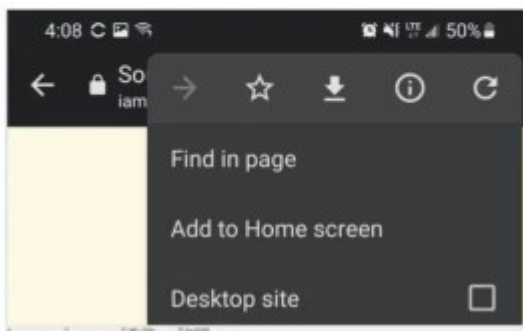 4:08 50%
So
iam
Find in page
Add to Home screen
Desktop site